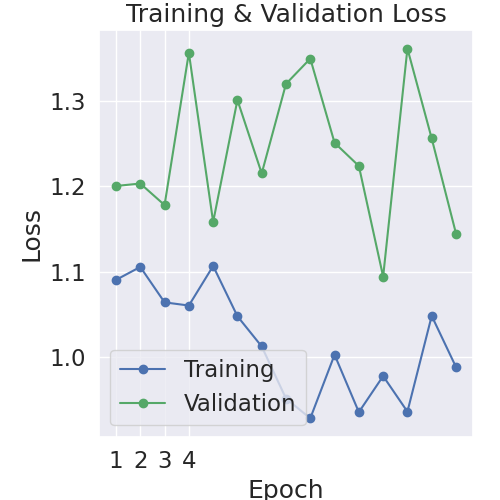 Training & Validation Loss
Loss
1.3
1.2
1.1
1.0
Training
Validation
1 2 3 4
Epoch